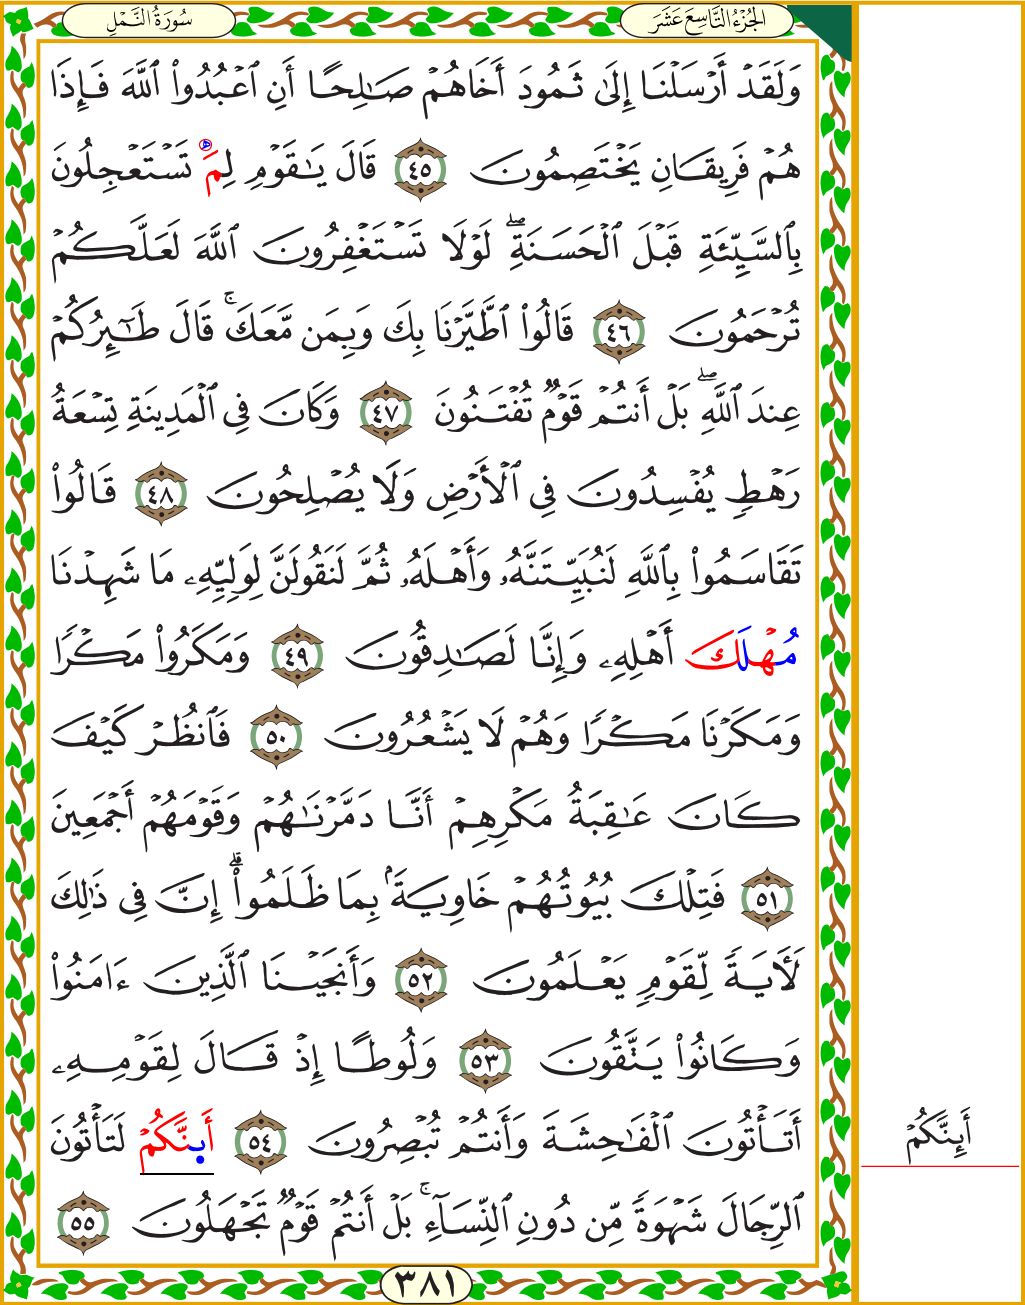 سُورَةُ النَّمْلِ
الجُزْءُ التَّاسِعَ عَشَرَ
وَلَقَدْ أَرْسَلْنَا إِلَىٰ ثَمُودَ أَخَاهُمْ صَـٰلِحًا أَنِ ٱعْبُدُوا۟ ٱللَّهَ فَإِذَا
هُمْ فَرِيقَانِ يَخْتَصِمُونَ ٤٥ قَالَ يَـٰقَوْمِ لِمَ تَسْتَعْجِلُونَ
بِٱلسَّيِّئَةِ قَبْلَ ٱلْحَسَنَةِۖ لَوْلَا تَسْتَغْفِرُونَ ٱللَّهَ لَعَلَّكُمْ
تُرْحَمُونَ ٤٦ قَالُوا۟ ٱطَّيَّرْنَا بِكَ وَبِمَن مَّعَكَۚ قَالَ طَـٰٓئِرُكُمْ
عِندَ ٱللَّهِۖ بَلْ أَنتُمْ قَوْمٌ تُفْتَنُونَ ٤٧ وَكَانَ فِى ٱلْمَدِينَةِ تِسْعَةُ
رَهْطٍ يُفْسِدُونَ فِى ٱلْأَرْضِ وَلَا يُصْلِحُونَ ٤٨ قَالُوا۟
تَقَاسَمُوا۟ بِٱللَّهِ لَنُبَيِّتَنَّهُۥ وَأَهْلَهُۥ ثُمَّ لَنَقُولَنَّ لِوَلِيِّهِۦ مَا شَهِدْنَا
مُهْلَكَ أَهْلِهِۦ وَإِنَّا لَصَـٰدِقُونَ ٤٩ وَمَكَرُوا۟ مَكْرًا
وَمَكَرْنَا مَكْرًا وَهُمْ لَا يَشْعُرُونَ ٥٠ فَٱنظُرْ كَيْفَ
كَانَ عَـٰقِبَةُ مَكْرِهِمْ أَنَّا دَمَّرْنَـٰهُمْ وَقَوْمَهُمْ أَجْمَعِينَ
٥١ فَتِلْكَ بُيُوتُهُمْ خَاوِيَةًۢ بِمَا ظَلَمُوٓا۟ۗ إِنَّ فِى ذَٰلِكَ
لَـَٔايَةً لِّقَوْمٍ يَعْلَمُونَ ٥٢ وَأَنجَيْنَا ٱلَّذِينَ ءَامَنُوا۟
وَكَانُوا۟ يَتَّقُونَ ٥٣ وَلُوطًا إِذْ قَالَ لِقَوْمِهِۦ
أَتَأْتُونَ ٱلْفَـٰحِشَةَ وَأَنتُمْ تُبْصِرُونَ ٥٤ أَىِٕنَّكُمْ لَتَأْتُونَ
ٱلرِّجَالَ شَهْوَةً مِّن دُونِ ٱلنِّسَآءِۚ بَلْ أَنتُمْ قَوْمٌ تَجْهَلُونَ ٥٥
أَىِٕنَّكُمْ
٣٨١